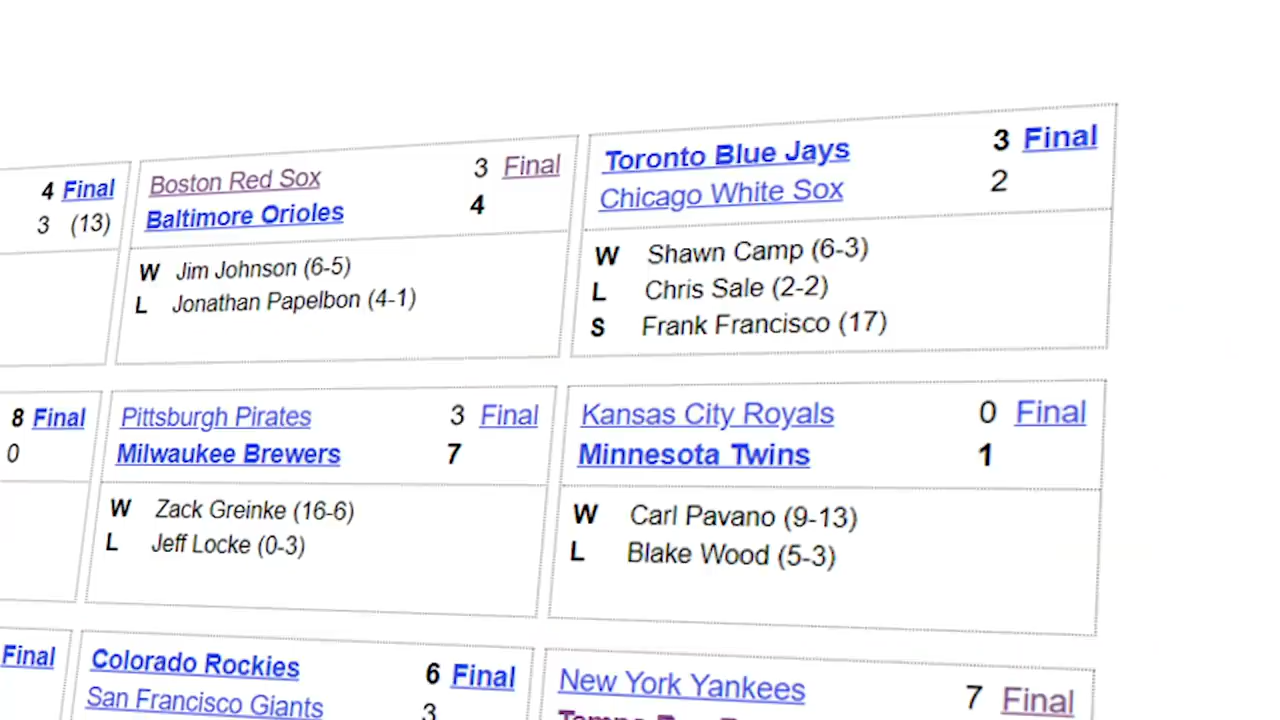 4 Final
3 (13)
Boston Red Sox 3 Final
Baltimore Orioles 4
W Jim Johnson (6-5)
L Jonathan Papelbon (4-1)
Toronto Blue Jays 3 Final
Chicago White Sox 2
W Shawn Camp (6-3)
L Chris Sale (2-2)
S Frank Francisco (17)
8 Final
0
Pittsburgh Pirates 3 Final
Milwaukee Brewers 7
W Zack Greinke (16-6)
L Jeff Locke (0-3)
Kansas City Royals 0 Final
Minnesota Twins 1
W Carl Pavano (9-13)
L Blake Wood (5-3)
Final
Colorado Rockies 6 Final
San Francisco Giants 3
New York Yankees 7 Final